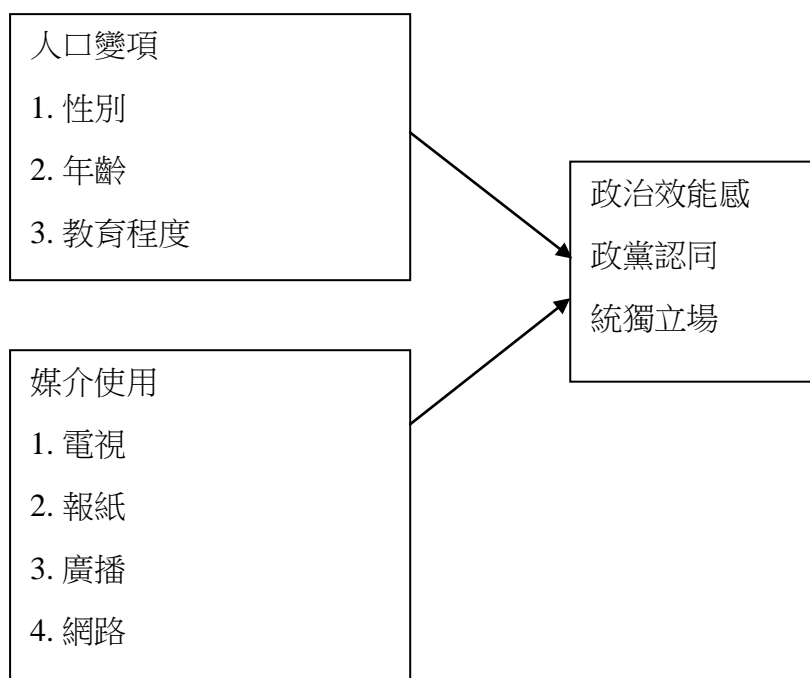 人口變項
1. 性別
2. 年齡
3. 教育程度
政治效能感
政黨認同
統獨立場
媒介使用
1. 電視
2. 報紙
3. 廣播
4. 網路